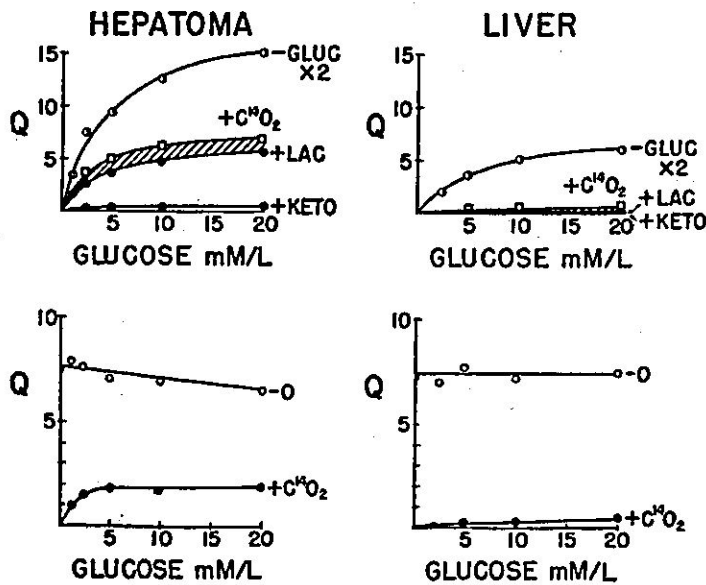 HEPATOMA
15
10
5
Q
-GLUC
X2
+C¹⁴O₂
+LAC
+KETO
5 10 15 20
GLUCOSE mM/L
LIVER
15
10
5
Q
-GLUC
X2
+C¹⁴O₂
+LAC
+KETO
5 10 15 20
GLUCOSE mM/L
10
5
Q
-O
+C¹⁴O₂
5 10 15 20
GLUCOSE mM/L
10
5
Q
-O
+C¹⁴O₂
5 10 15 20
GLUCOSE mM/L